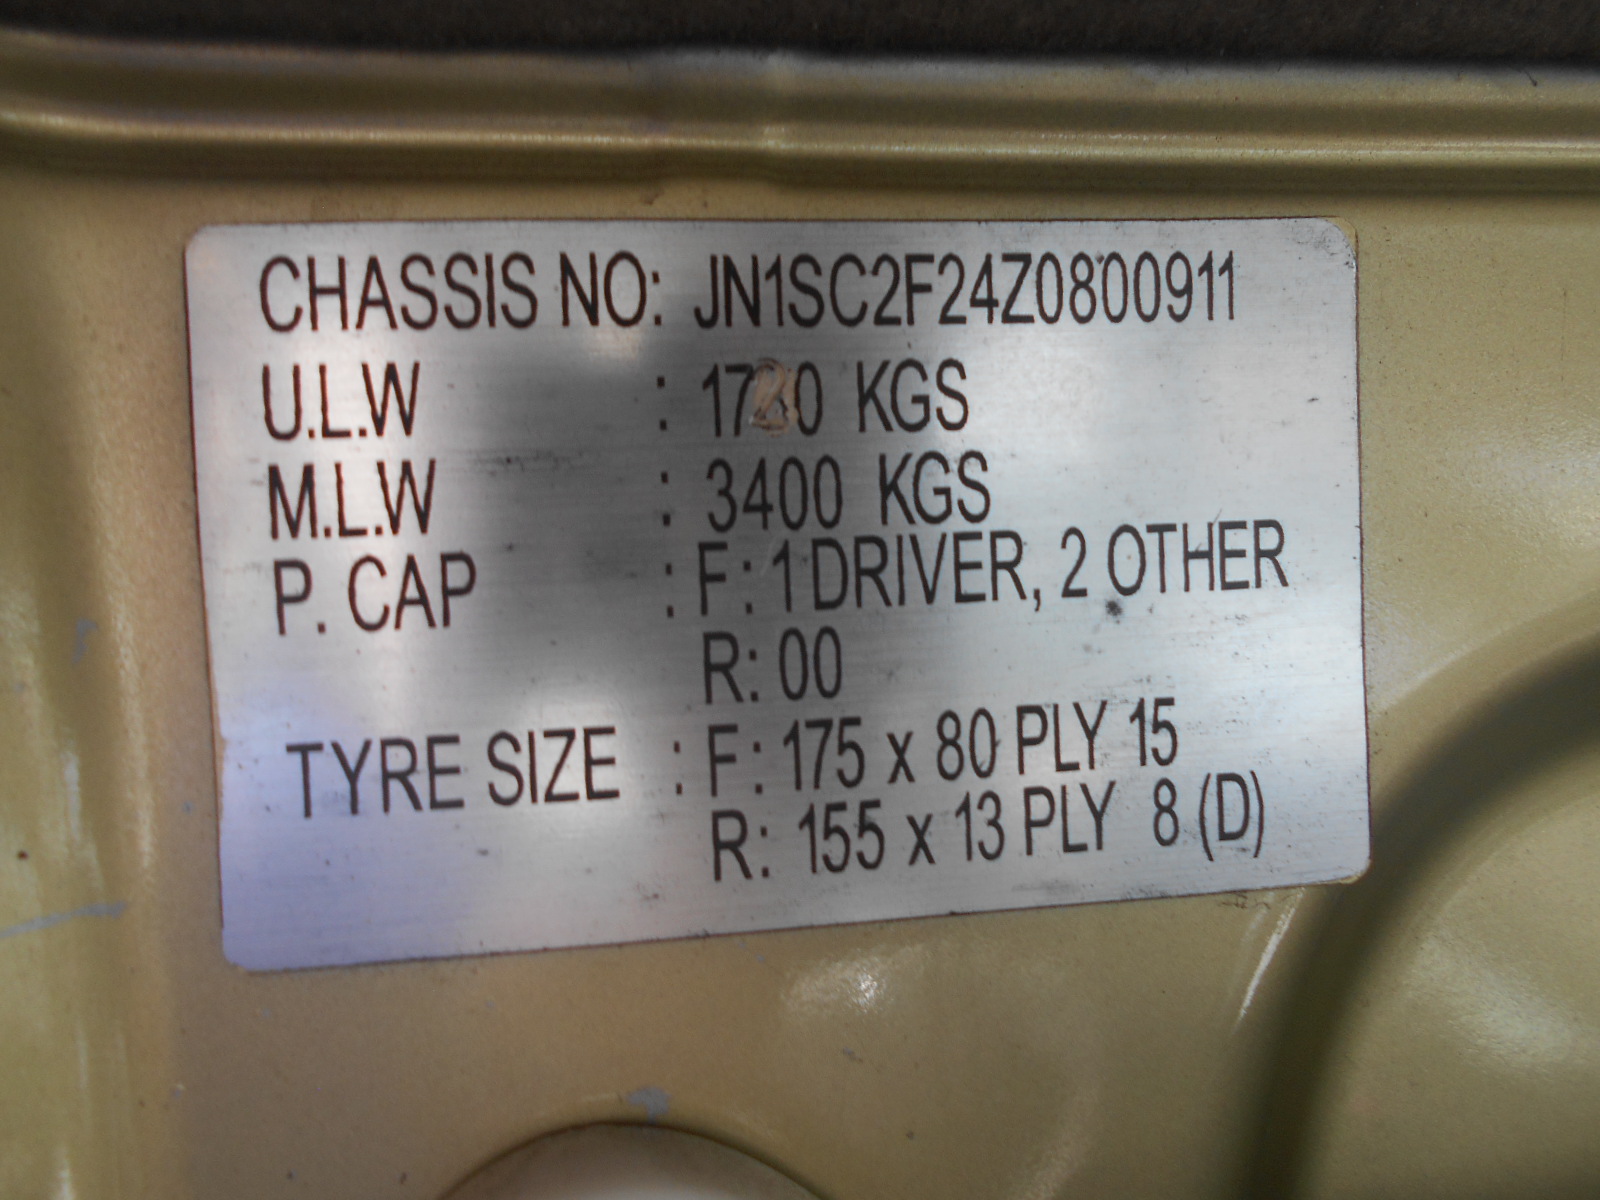 CHASSIS NO: JN1SC2F24Z0800911
U.L.W : KGS
M.L.W : 3400 KGS
P. CAP : F: 1 DRIVER, 2 OTHER
R: 00
TYRE SIZE : F: 175 x 80 PLY 15
R: 155 x 13 PLY 8 (D)